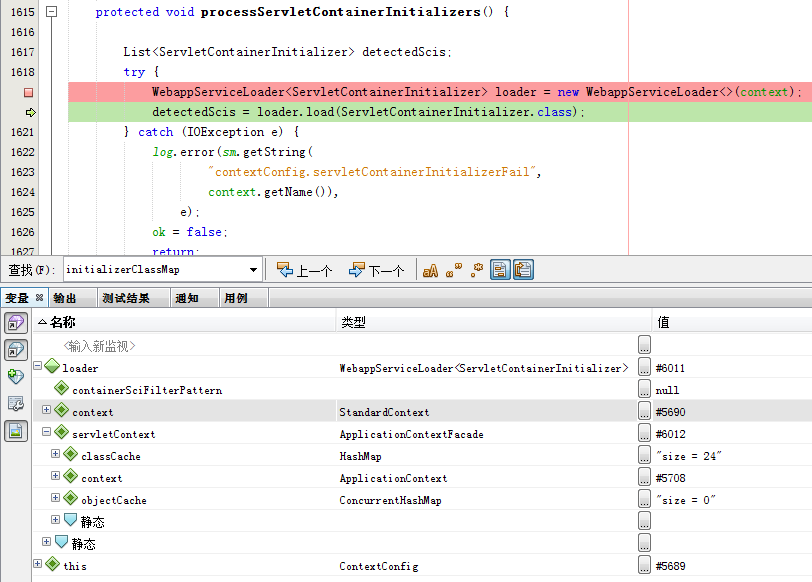 1615 protected void processServletContainerInitializers() {
1616
1617 List<ServletContainerInitializer> detectedScis;
1618 try {
WebappServiceLoader<ServletContainerInitializer> loader = new WebappServiceLoader<>(context);
detectedScis = loader.load(ServletContainerInitializer.class);
1621 } catch (IOException e) {
1622 log.error(sm.getString(
1623 "contextConfig.servletContainerInitializerFail",
1624 context.getName()),
1625 e);
1626 ok = false;
1627 return;
查找(F): initializerClassMap 上一个 下一个 aA
变量 输出 测试结果 通知 用例
名称 类型 值
<输入新监视> ...
loader WebappServiceLoader<ServletContainerInitializer> ... #6011
containerSciFilterPattern ... null
context StandardContext ... #5690
servletContext ApplicationContextFacade ... #6012
classCache HashMap ... "size = 24"
context ApplicationContext ... #5708
objectCache ConcurrentHashMap ... "size = 0"
静态 ...
静态 ...
this ContextConfig ... #5689